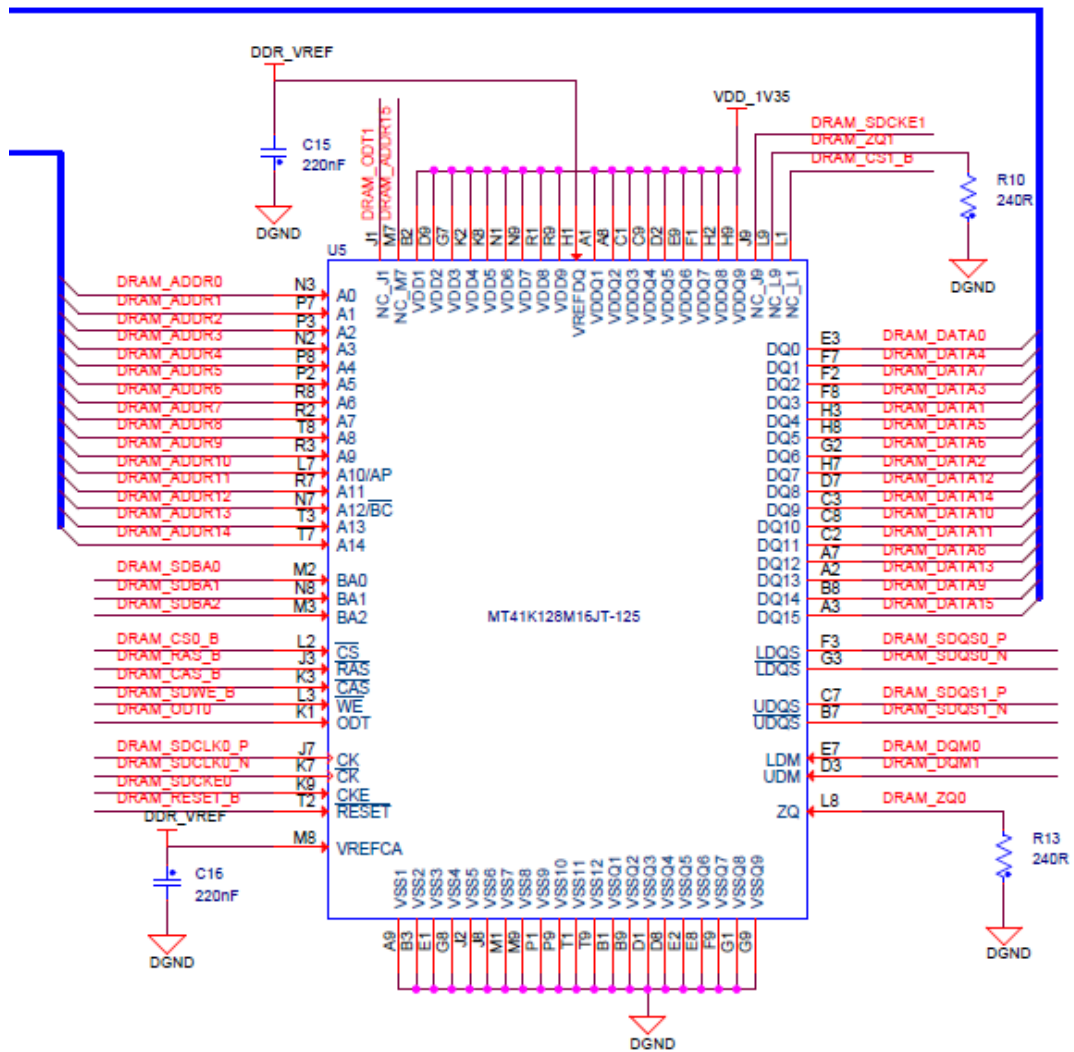 DDR_VREF
C15
220nF
DGND
DRAM_ODT1
DRAM_ADDR15
VDD_1V35
DRAM_SDCKE1
DRAM_ZQ1
DRAM_CS1_B
R10
240R
DGND
U5
J1 M7 B2 D9 G7 K2 K8 N1 N9 R1 R9 H1 A1 A8 C1 C9 D2 E9 F1 H2 H9 J9 L9 L1
NC_J1 NC_M7 VDD1 VDD2 VDD3 VDD4 VDD5 VDD6 VDD7 VDD8 VDD9 VREFDQ VDDQ1 VDDQ2 VDDQ3 VDDQ4 VDDQ5 VDDQ6 VDDQ7 VDDQ8 VDDQ9 NC_J9 NC_L9 NC_L1
DRAM_ADDR0 N3 A0
DRAM_ADDR1 P7 A1
DRAM_ADDR2 P3 A2
DRAM_ADDR3 N2 A3
DRAM_ADDR4 P8 A4
DRAM_ADDR5 P2 A5
DRAM_ADDR6 R8 A6
DRAM_ADDR7 R2 A7
DRAM_ADDR8 T8 A8
DRAM_ADDR9 R3 A9
DRAM_ADDR10 L7 A10/AP
DRAM_ADDR11 R7 A11
DRAM_ADDR12 N7 A12/BC
DRAM_ADDR13 T3 A13
DRAM_ADDR14 T7 A14
DRAM_SDBA0 M2 BA0
DRAM_SDBA1 N8 BA1
DRAM_SDBA2 M3 BA2
DRAM_CS0_B L2 CS
DRAM_RAS_B J3 RAS
DRAM_CAS_B K3 CAS
DRAM_SDWE_B L3 WE
DRAM_ODT0 K1 ODT
DRAM_SDCLK0_P J7 CK
DRAM_SDCLK0_N K7 CK
DRAM_SDCKE0 K9 CKE
DRAM_RESET_B T2 RESET
DDR_VREF
M8 VREFCA
C16
220nF
DGND
MT41K128M16JT-125
DQ0 E3 DRAM_DATA0
DQ1 F7 DRAM_DATA4
DQ2 F2 DRAM_DATA7
DQ3 F8 DRAM_DATA3
DQ4 H3 DRAM_DATA1
DQ5 H8 DRAM_DATA5
DQ6 G2 DRAM_DATA6
DQ7 H7 DRAM_DATA2
DQ8 D7 DRAM_DATA12
DQ9 C3 DRAM_DATA14
DQ10 C8 DRAM_DATA10
DQ11 C2 DRAM_DATA11
DQ12 A7 DRAM_DATA8
DQ13 A2 DRAM_DATA13
DQ14 B8 DRAM_DATA9
DQ15 A3 DRAM_DATA15
LDQS F3 DRAM_SDQS0_P
LDQS G3 DRAM_SDQS0_N
UDQS C7 DRAM_SDQS1_P
UDQS B7 DRAM_SDQS1_N
LDM E7 DRAM_DQM0
UDM D3 DRAM_DQM1
ZQ L8 DRAM_ZQ0
R13
240R
DGND
VSS1 VSS2 VSS3 VSS4 VSS5 VSS6 VSS7 VSS8 VSS9 VSS10 VSS11 VSS12 VSSQ1 VSSQ2 VSSQ3 VSSQ4 VSSQ5 VSSQ6 VSSQ7 VSSQ8 VSSQ9
A9 B3 E1 G8 J2 J8 M1 M9 P1 P9 T1 T9 B1 B9 D1 D8 E2 E8 F9 G1 G9
DGND